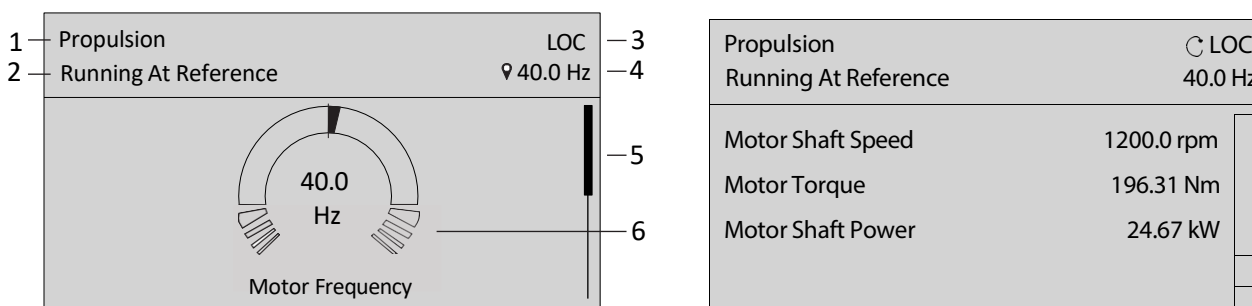 1 Propulsion LOC 3
2 Running At Reference 40.0 Hz 4
5
40.0
Hz
6
Motor Frequency
Propulsion LOC
Running At Reference 40.0 Hz
Motor Shaft Speed 1200.0 rpm
Motor Torque 196.31 Nm
Motor Shaft Power 24.67 kW